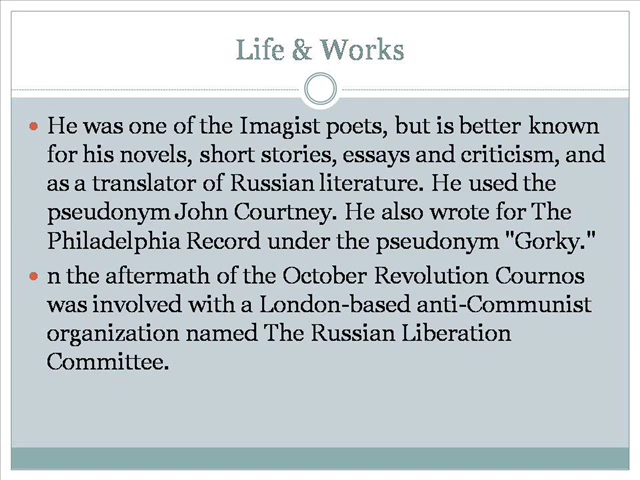 Life & Works
• He was one of the Imagist poets, but is better known
for his novels, short stories, essays and criticism, and
as a translator of Russian literature. He used the
pseudonym John Courtney. He also wrote for The
Philadelphia Record under the pseudonym "Gorky."
• n the aftermath of the October Revolution Cournos
was involved with a London-based anti-Communist
organization named The Russian Liberation
Committee.